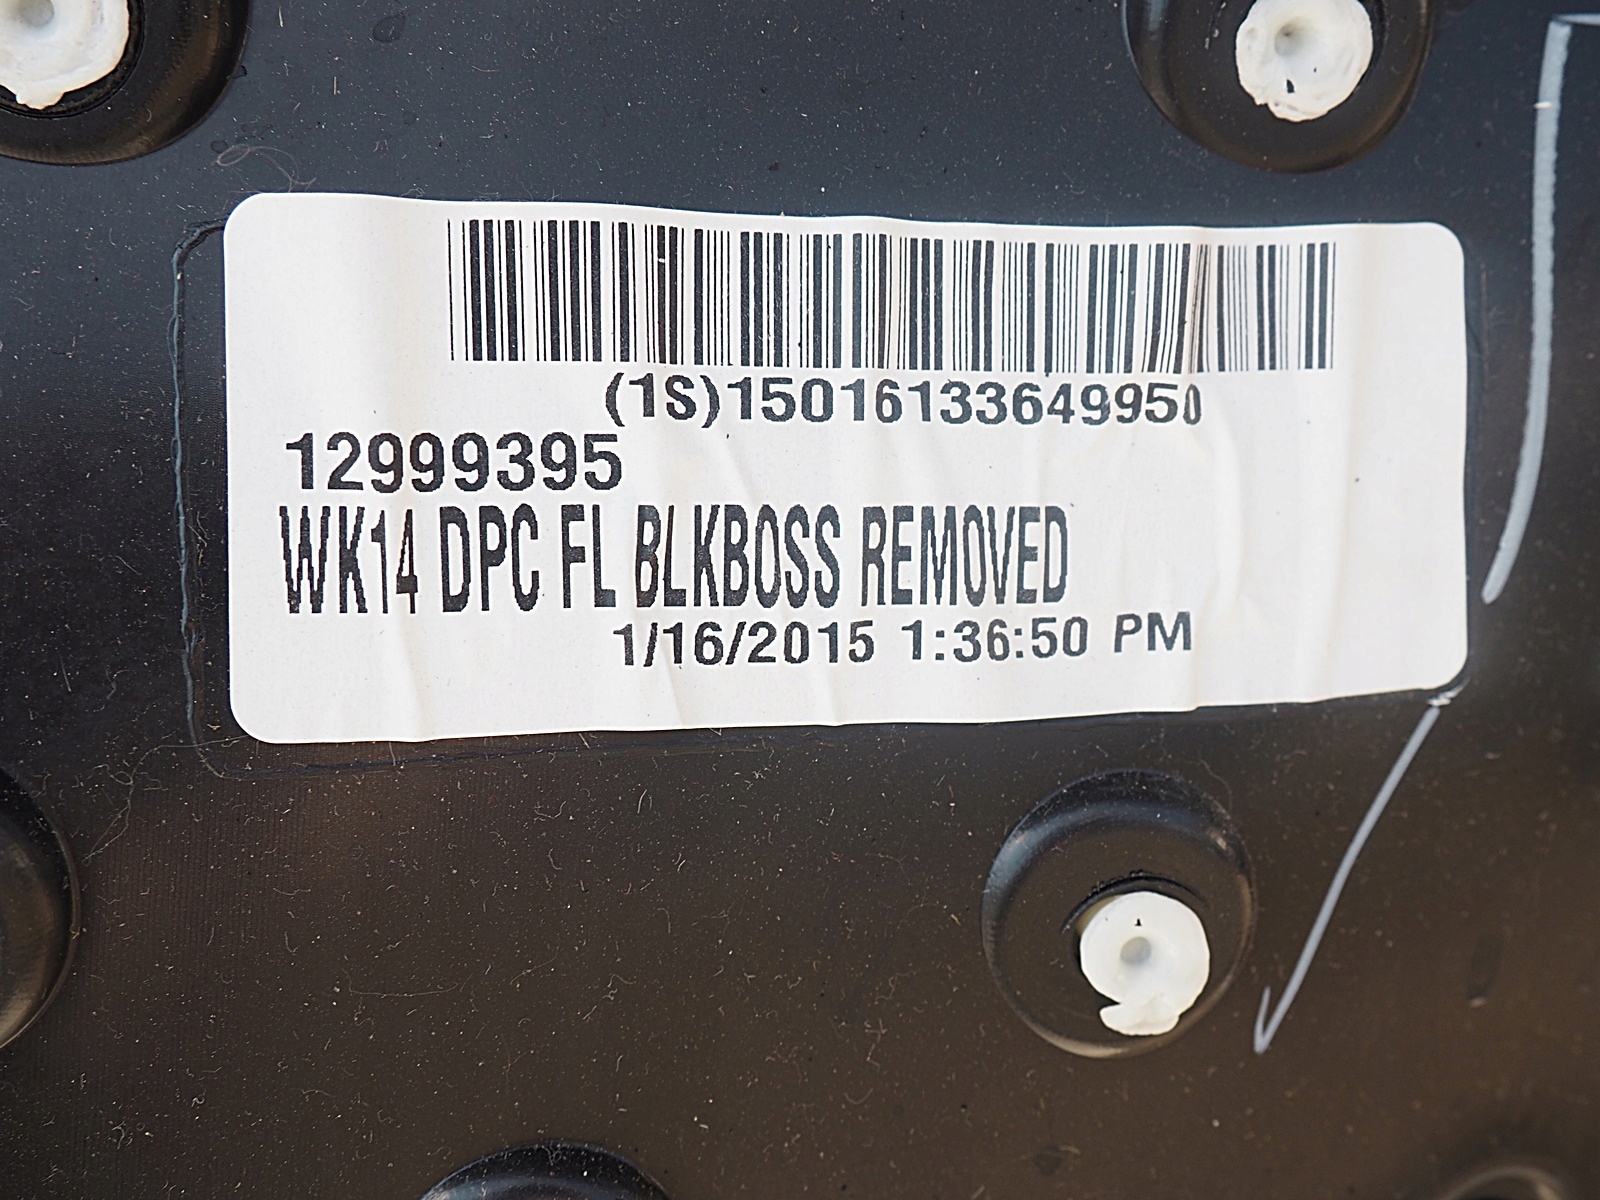 (1S)15016133649950
12999395
WK14 DPC FL BLKBOSS REMOVED
1/16/2015 1:36:50 PM